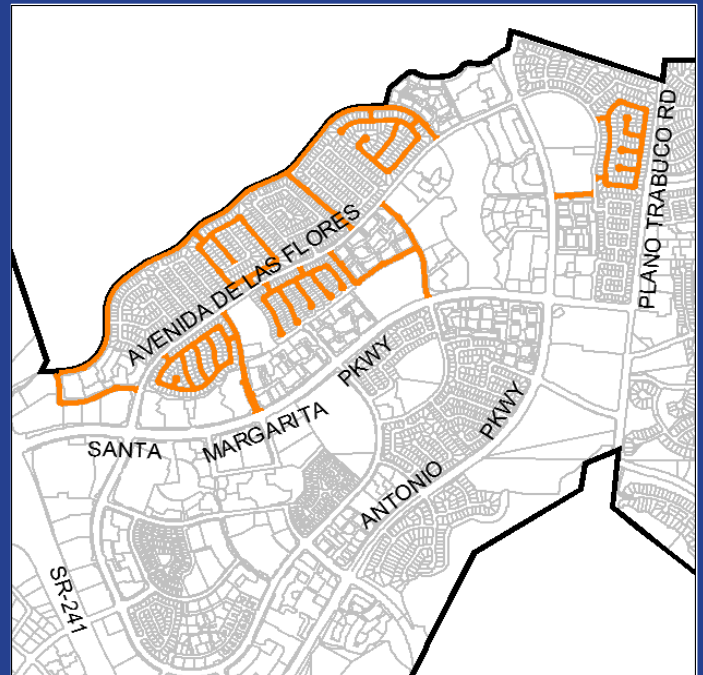 PLANO TRABUCO RD
AVENIDA DE LAS FLORES
SANTA MARGARITA PKWY
ANTONIO PKWY
SR-241